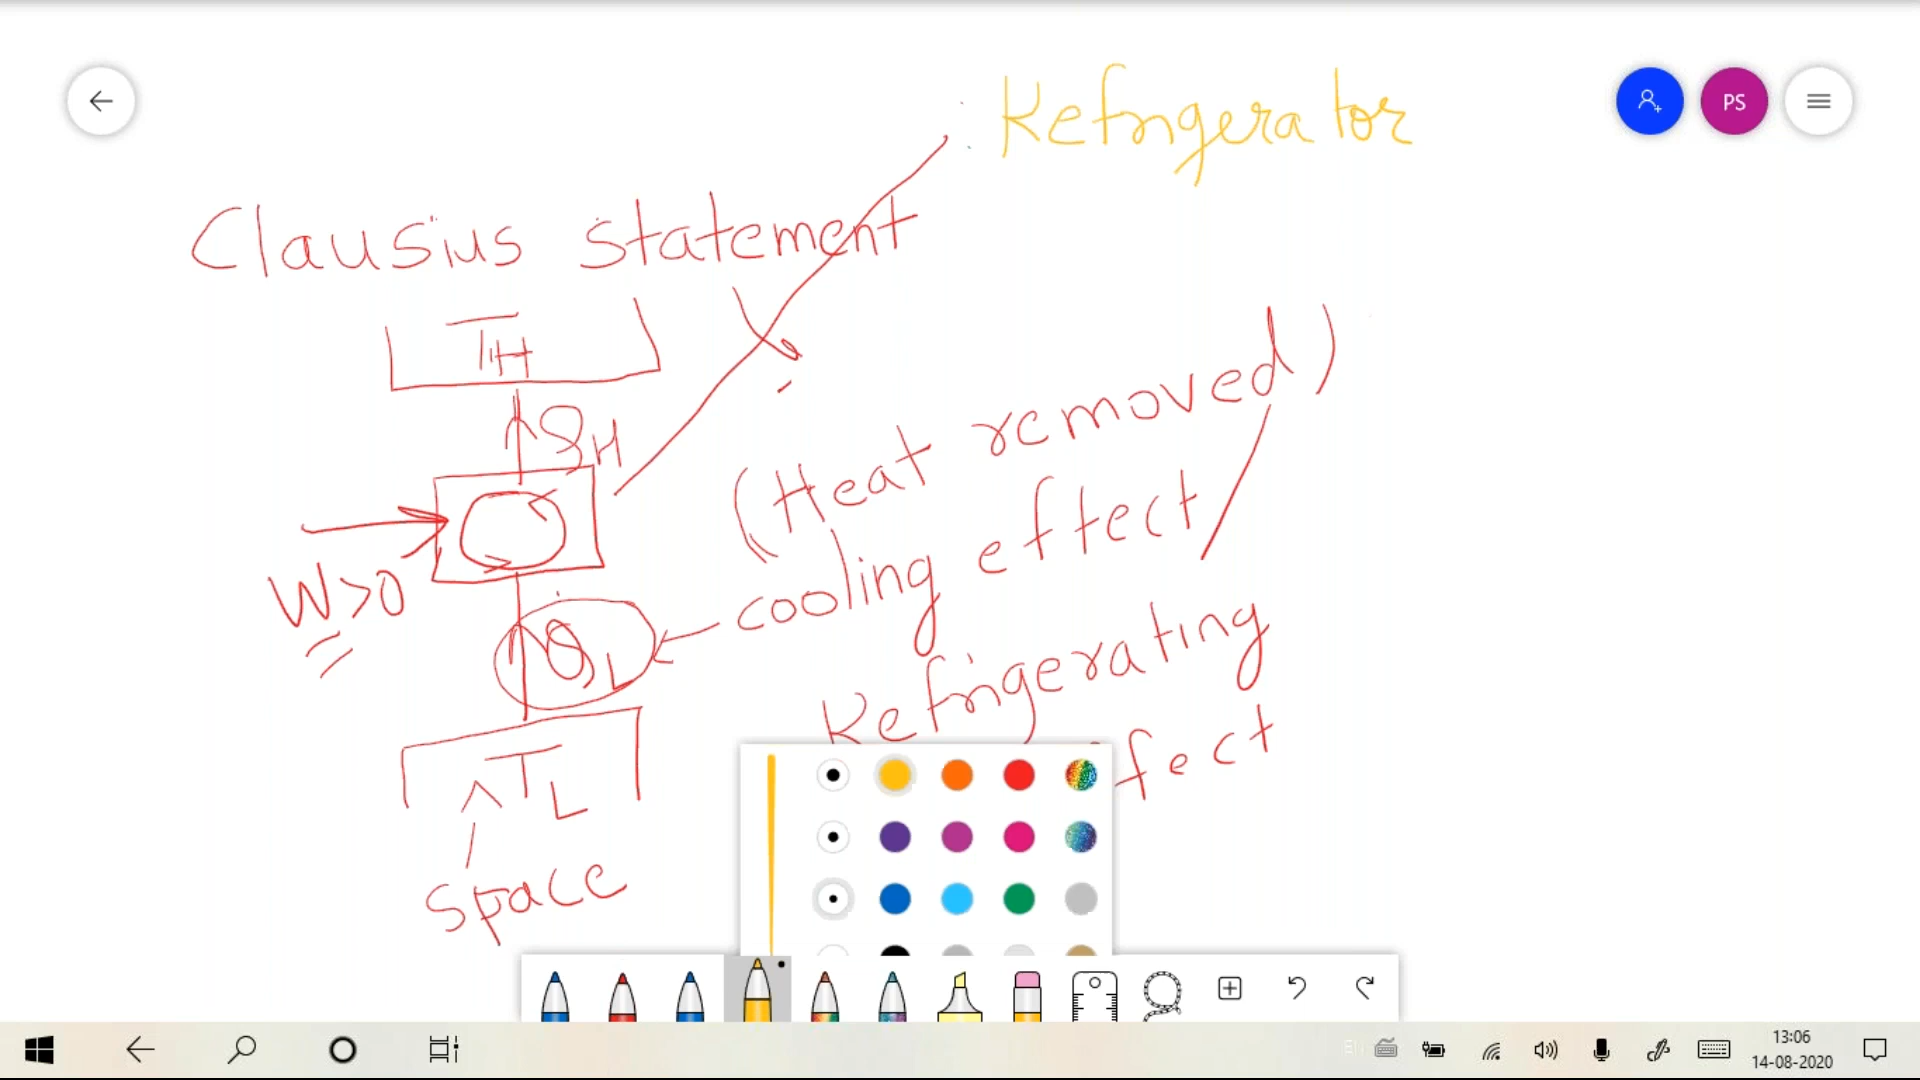 Refrigerator
PS
Clausius statement
TH
QH
(Heat removed)
W>0
cooling effect
QL
Refrigerating
fect
TL
space
13:06
14-08-2020